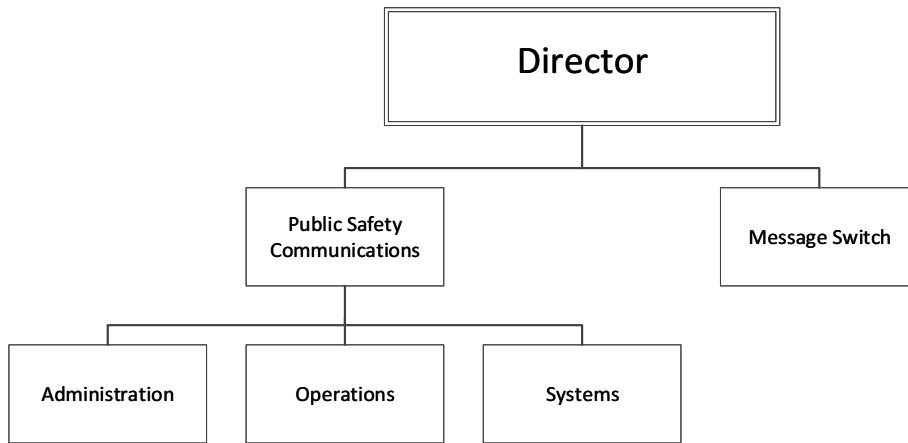 Director
Public Safety
Communications
Message Switch
Administration
Operations
Systems